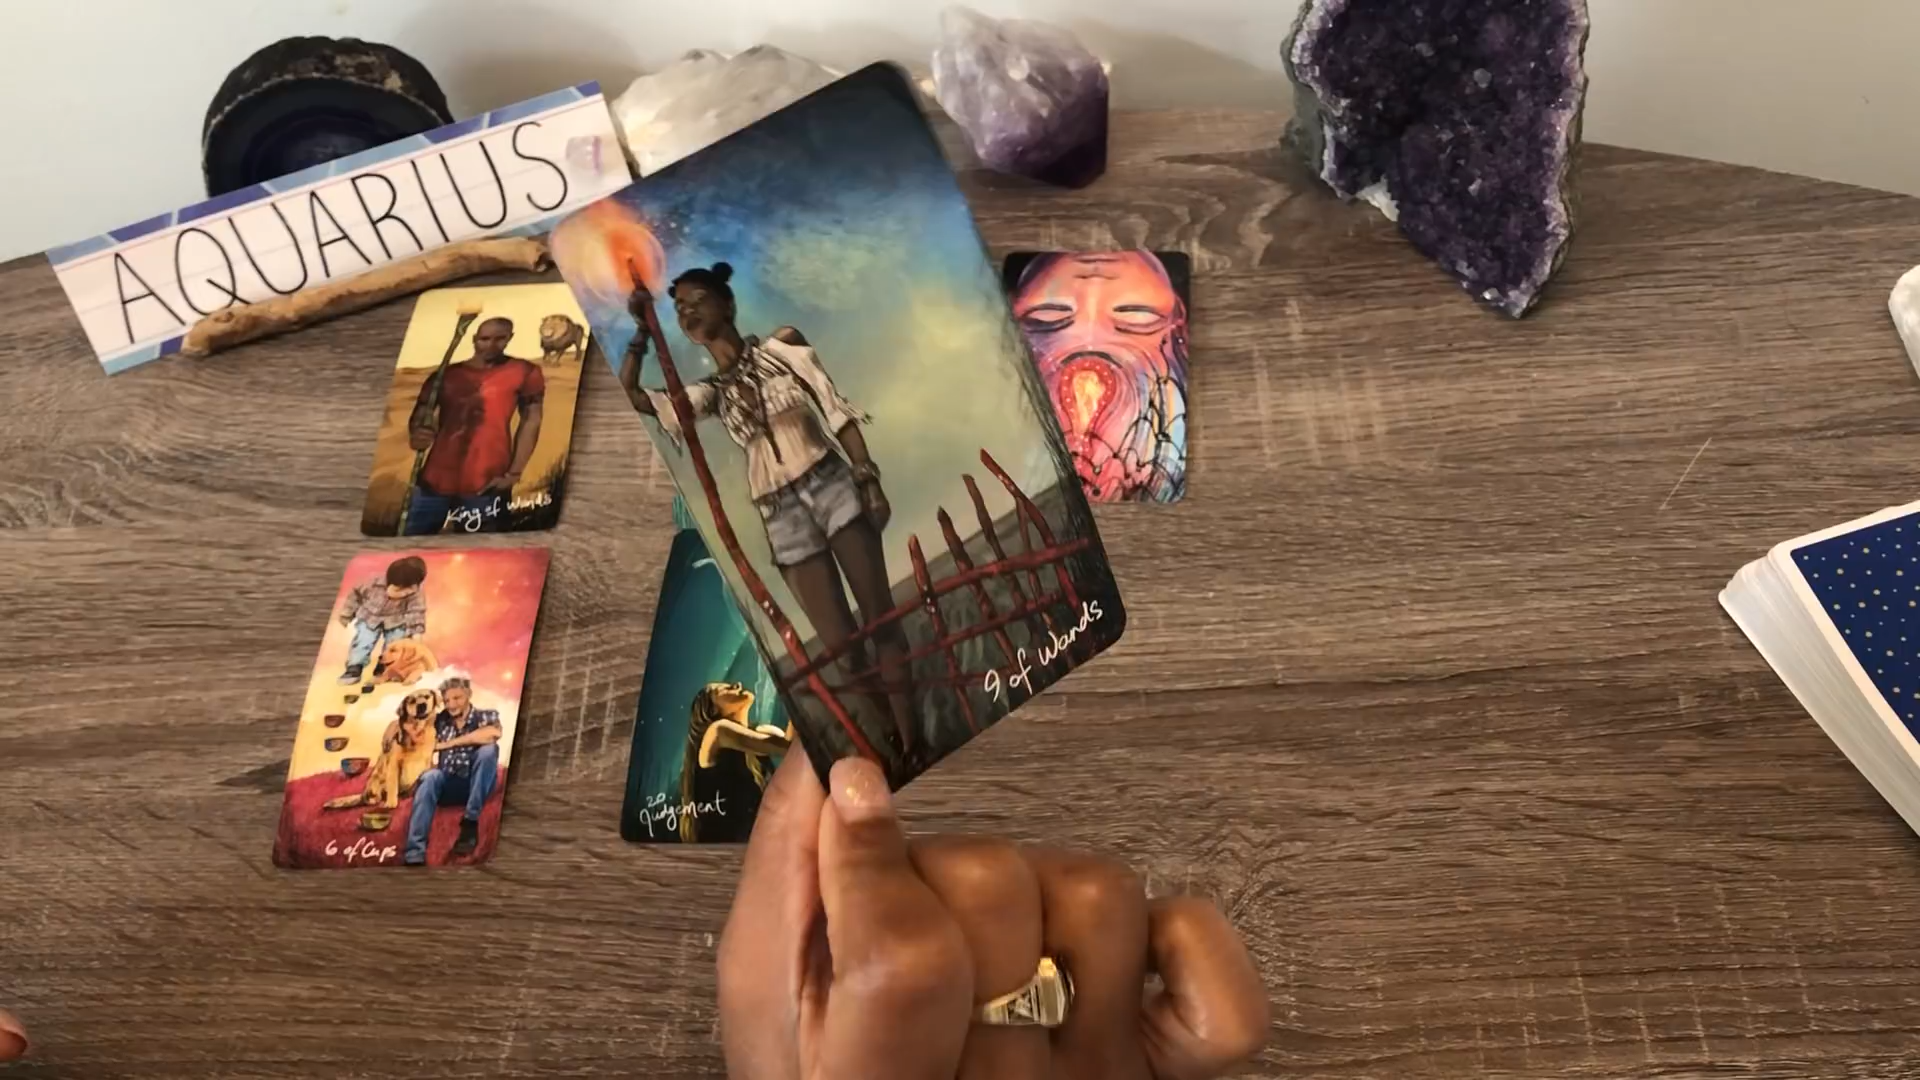 AQUARIUS
King of Wands
9 of Wands
6 of Cups
20.
Judgement